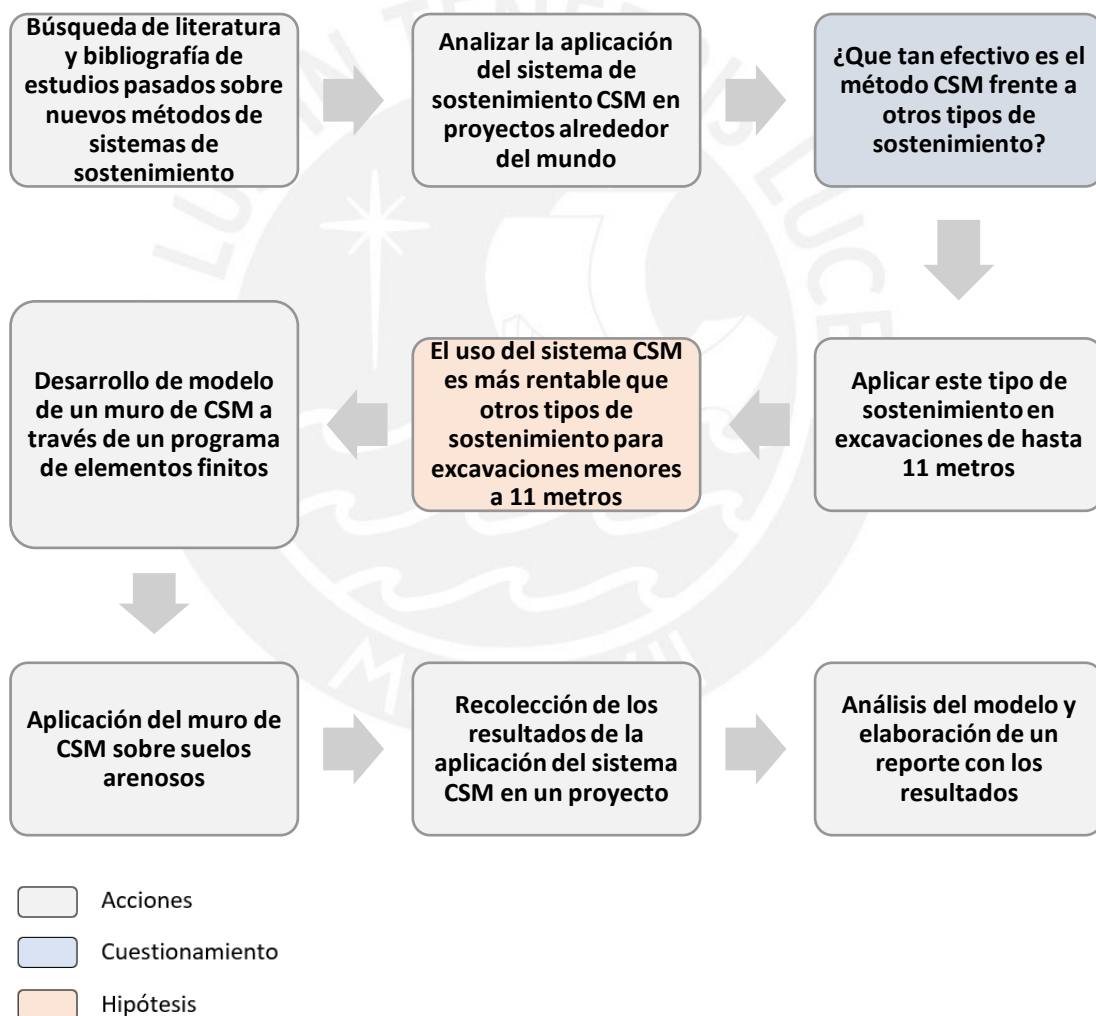 Búsqueda de literatura
y bibliografía de
estudios pasados sobre
nuevos métodos de
sistemas de
sostenimiento
Analizar la aplicación
del sistema de
sostenimiento CSM en
proyectos alrededor
del mundo
¿Que tan efectivo es el
método CSM frente a
otros tipos de
sostenimiento?
Aplicar este tipo de
sostenimiento en
excavaciones de hasta
11 metros
El uso del sistema CSM
es más rentable que
otros tipos de
sostenimiento para
excavaciones menores
a 11 metros
Desarrollo de modelo
de un muro de CSM a
través de un programa
de elementos finitos
Aplicación del muro de
CSM sobre suelos
arenosos
Recolección de los
resultados de la
aplicación del sistema
CSM en un proyecto
Análisis del modelo y
elaboración de un
reporte con los
resultados
Acciones
Cuestionamiento
Hipótesis